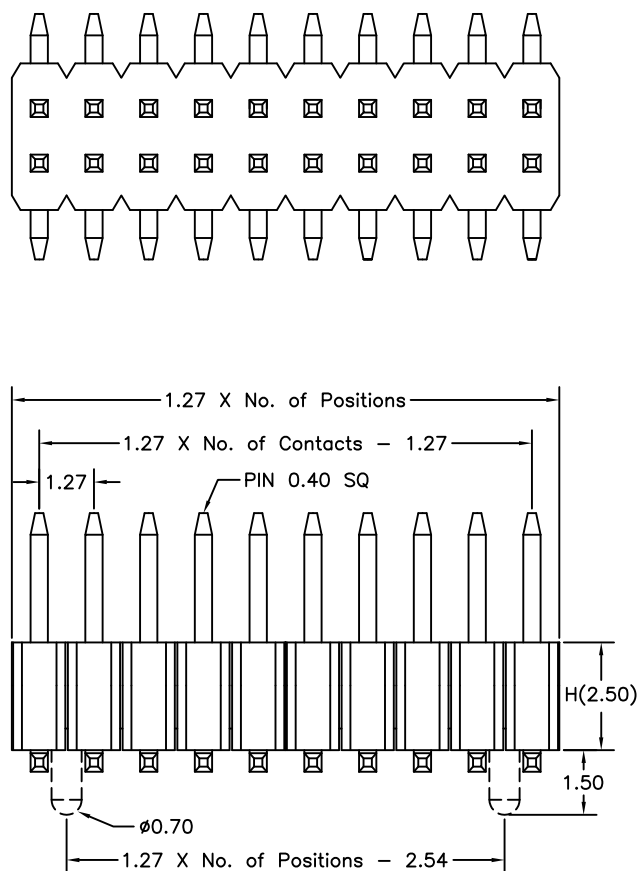 1.27 X No. of Positions
1.27 X No. of Contacts - 1.27
1.27
PIN 0.40 SQ
H(2.50)
1.50
ø0.70
1.27 X No. of Positions - 2.54